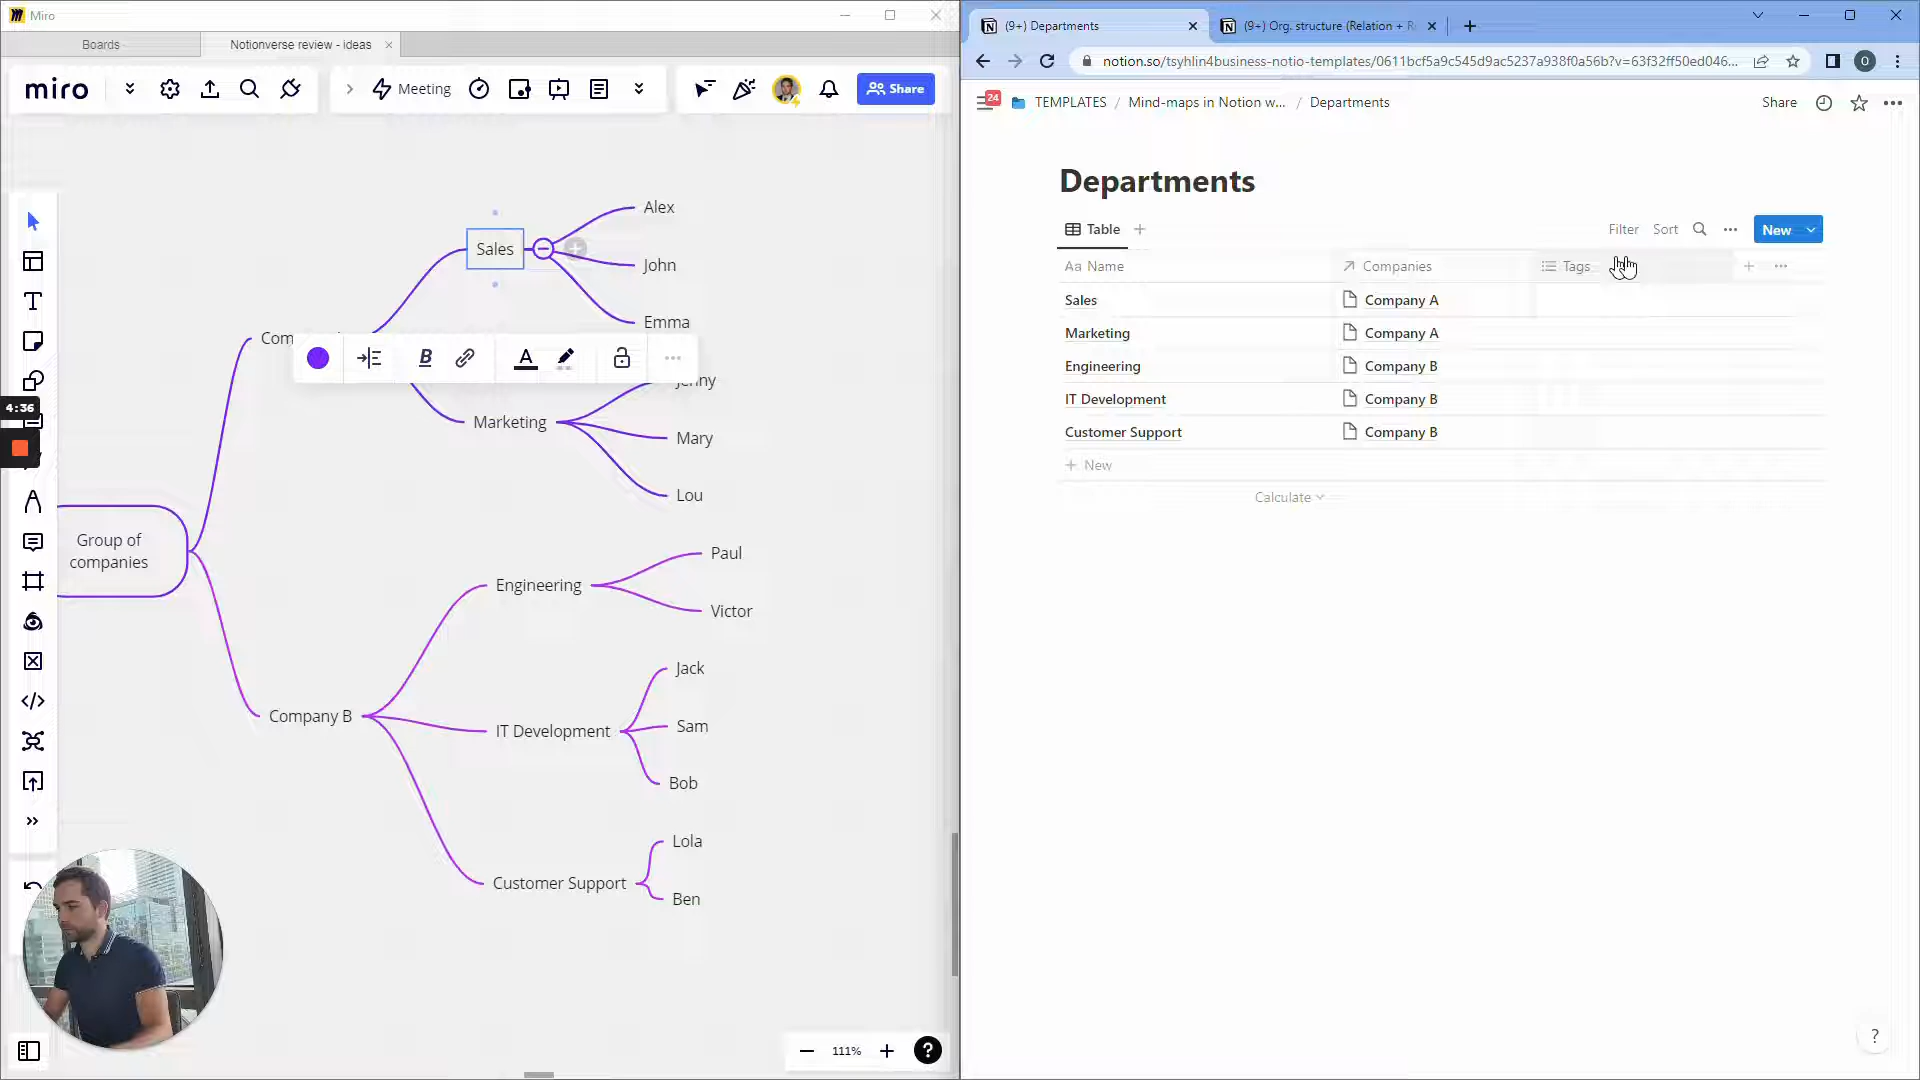 Miro
Boards
Notionverse review - ideas
miro
Meeting
Share
Alex
Sales
John
Emma
Com
B
A
Jenny
Marketing
Mary
Lou
4:36
Group of
companies
Paul
Engineering
Victor
Jack
Company B
IT Development
Sam
Bob
Lola
Customer Support
Ben
111%
?
(9+) Departments
(9+) Org. structure (Relation + R
notion.so/tsyhlin4business-notio-templates/0611bcf5a9c545d9ac5237a938f0a56b?v=63f32ff50ed046...
O
24
TEMPLATES / Mind-maps in Notion w... / Departments
Share
Departments
Table
Filter
Sort
New
Aa Name
Companies
Tags
Sales
Company A
Marketing
Company A
Engineering
Company B
IT Development
Company B
Customer Support
Company B
+ New
Calculate
?